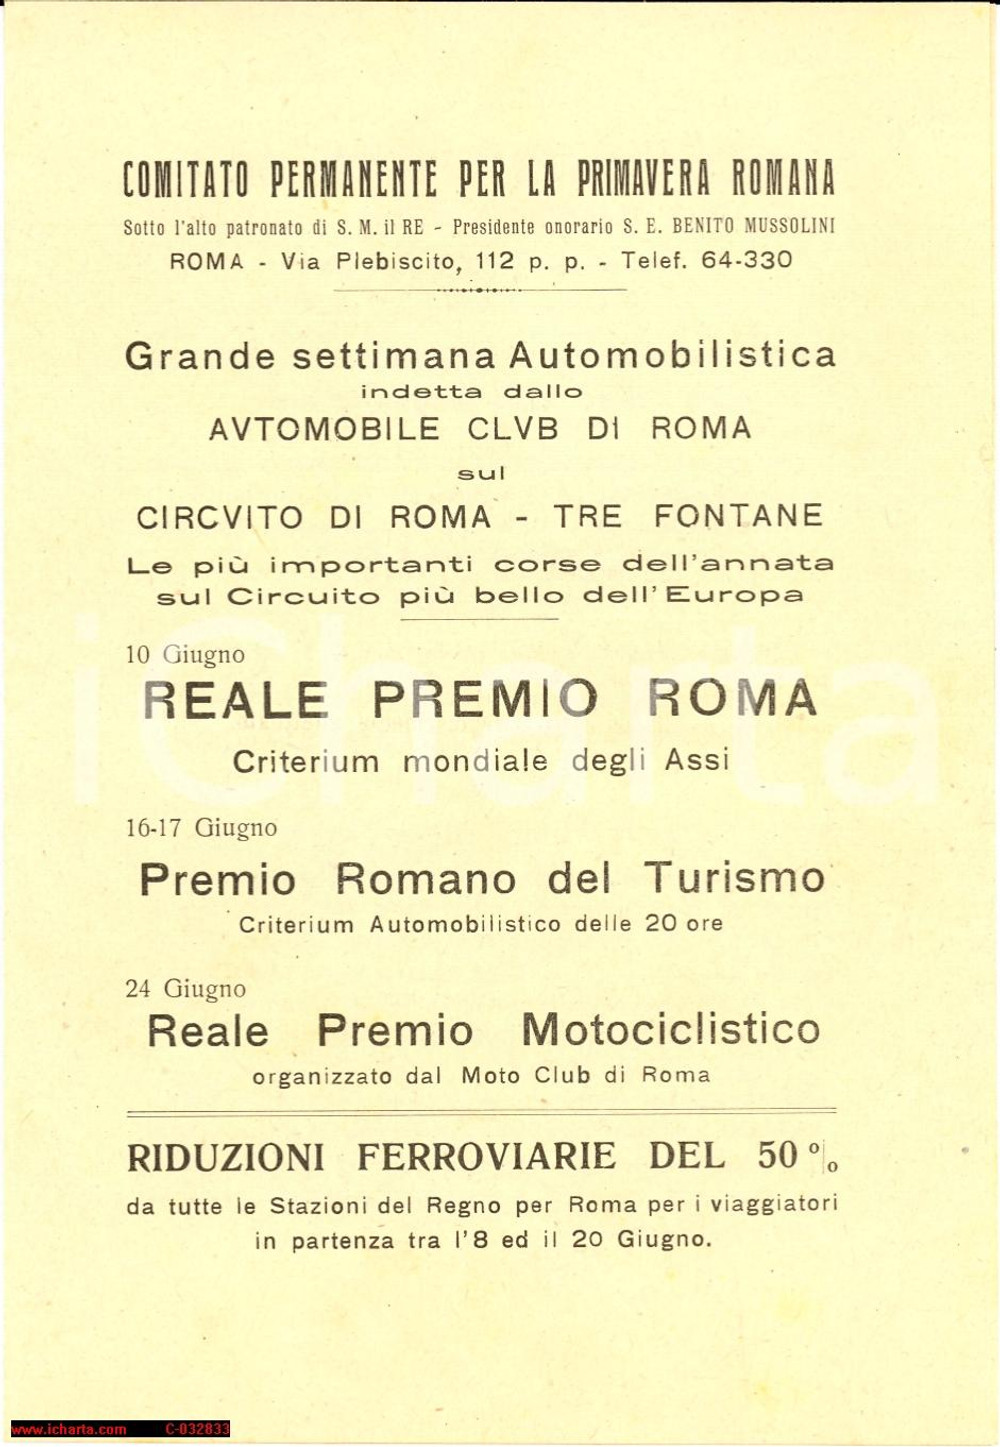 COMITATO PERMANENTE PER LA PRIMAVERA ROMANA
Sotto l'alto patronato di S. M. il RE - Presidente onorario S. E. BENITO MUSSOLINI
ROMA - Via Plebiscito, 112 p. p. - Telef. 64-330
Grande settimana Automobilistica
indetta dallo
AVTOMOBILE CLVB DI ROMA
sul
CIRCVITO DI ROMA - TRE FONTANE
Le più importanti corse dell'annata
sul Circuito più bello dell'Europa
10 Giugno
REALE PREMIO ROMA
Criterium mondiale degli Assi
16-17 Giugno
Premio Romano del Turismo
Criterium Automobilistico delle 20 ore
24 Giugno
Reale Premio Motociclistico
organizzato dal Moto Club di Roma
RIDUZIONI FERROVIARIE DEL 50 %
da tutte le Stazioni del Regno per Roma per i viaggiatori
in partenza tra l'8 ed il 20 Giugno.
iCharta
www.icharta.com C-032833